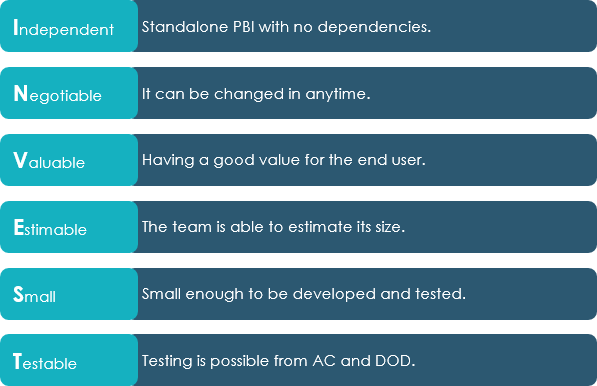 Independent Standalone PBI with no dependencies.
Negotiable It can be changed in anytime.
Valuable Having a good value for the end user.
Estimable The team is able to estimate its size.
Small Small enough to be developed and tested.
Testable Testing is possible from AC and DOD.